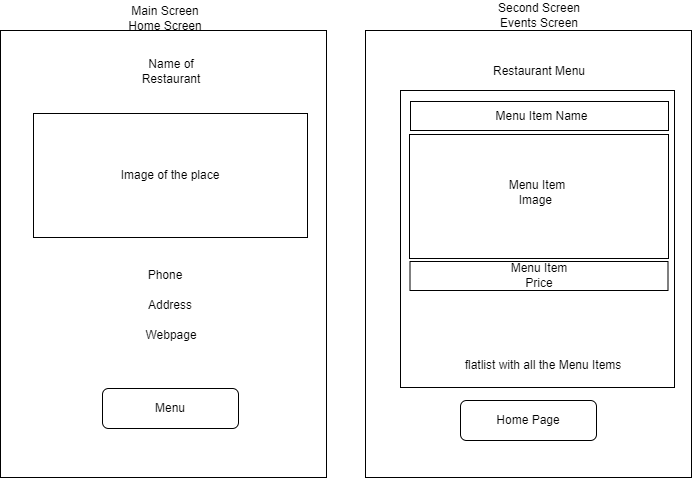 Main Screen
Home Screen
Name of
Restaurant
Image of the place
Phone
Address
Webpage
Menu
Second Screen
Events Screen
Restaurant Menu
Menu Item Name
Menu Item
Image
Menu Item
Price
flatlist with all the Menu Items
Home Page